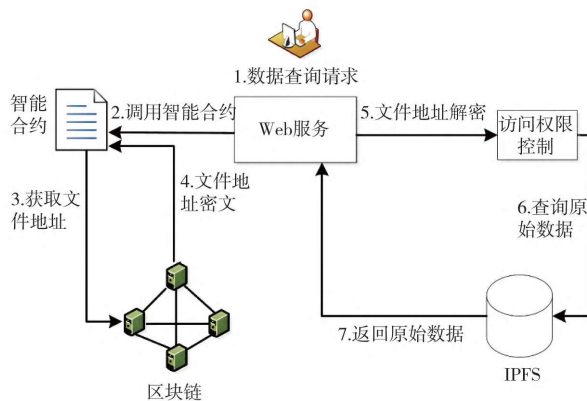 1.数据查询请求
智能
合约
2.调用智能合约
Web服务
5.文件地址解密
访问权限
控制
3.获取文
件地址
4.文件地
址密文
6.查询原
始数据
7.返回原始数据
区块链
IPFS